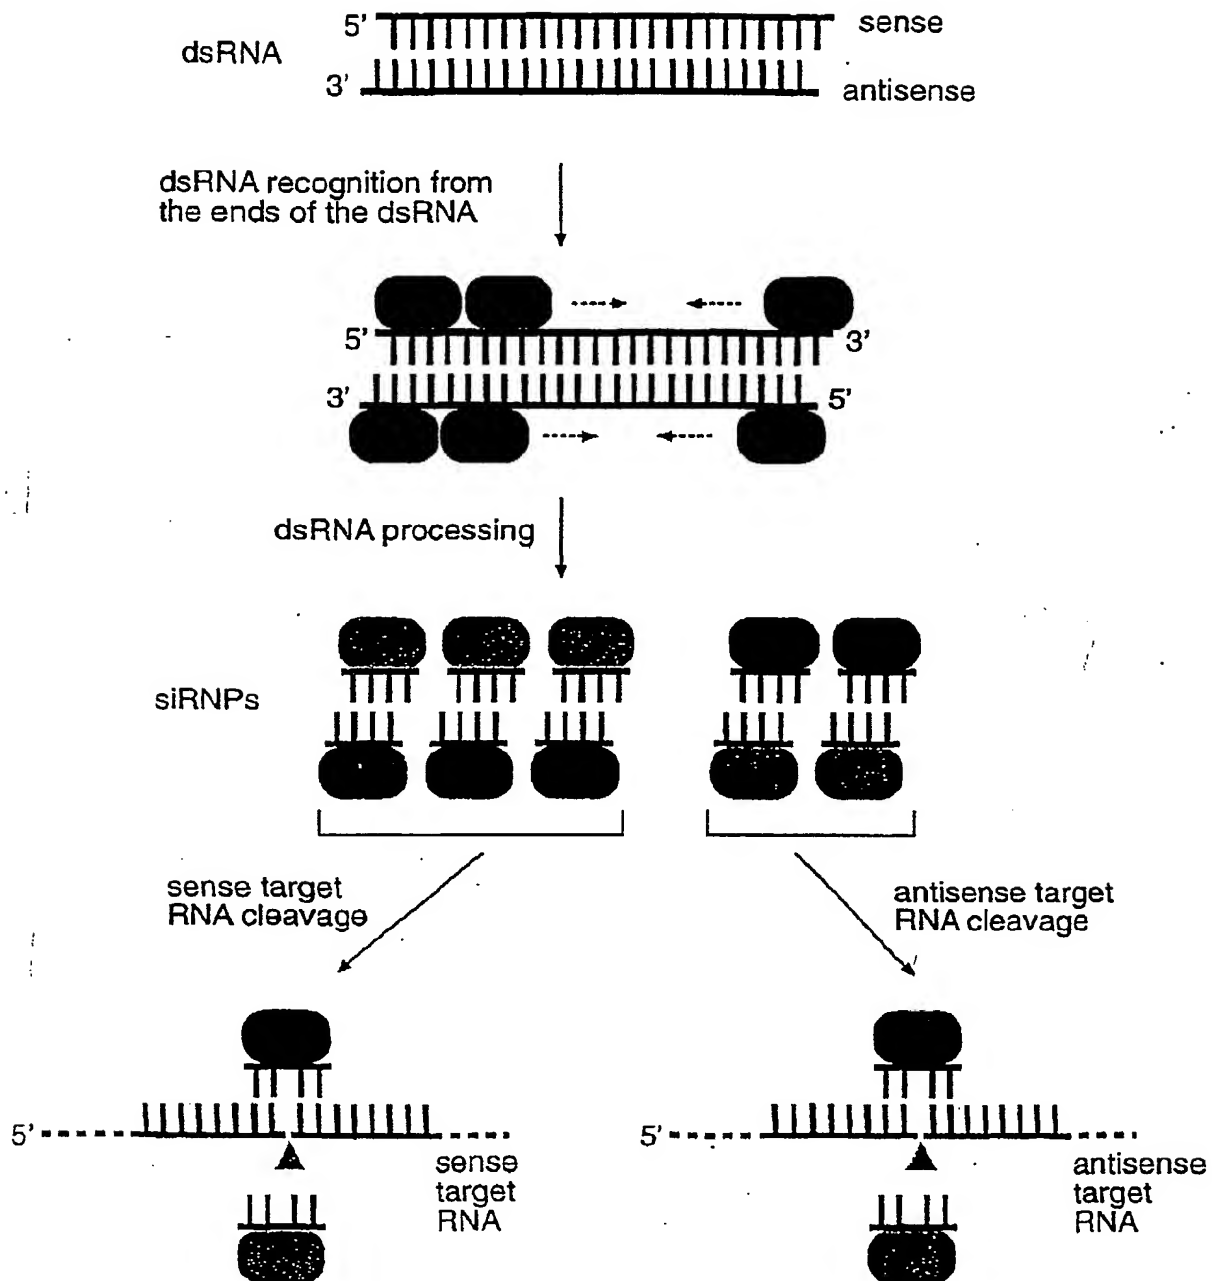 5’ sense
dsRNA
3’ antisense
dsRNA recognition from
the ends of the dsRNA
5’ 3’
3’ 5’
dsRNA processing
siRNPs
sense target
RNA cleavage
antisense target
RNA cleavage
5’
sense
target
RNA
5’
antisense
target
RNA